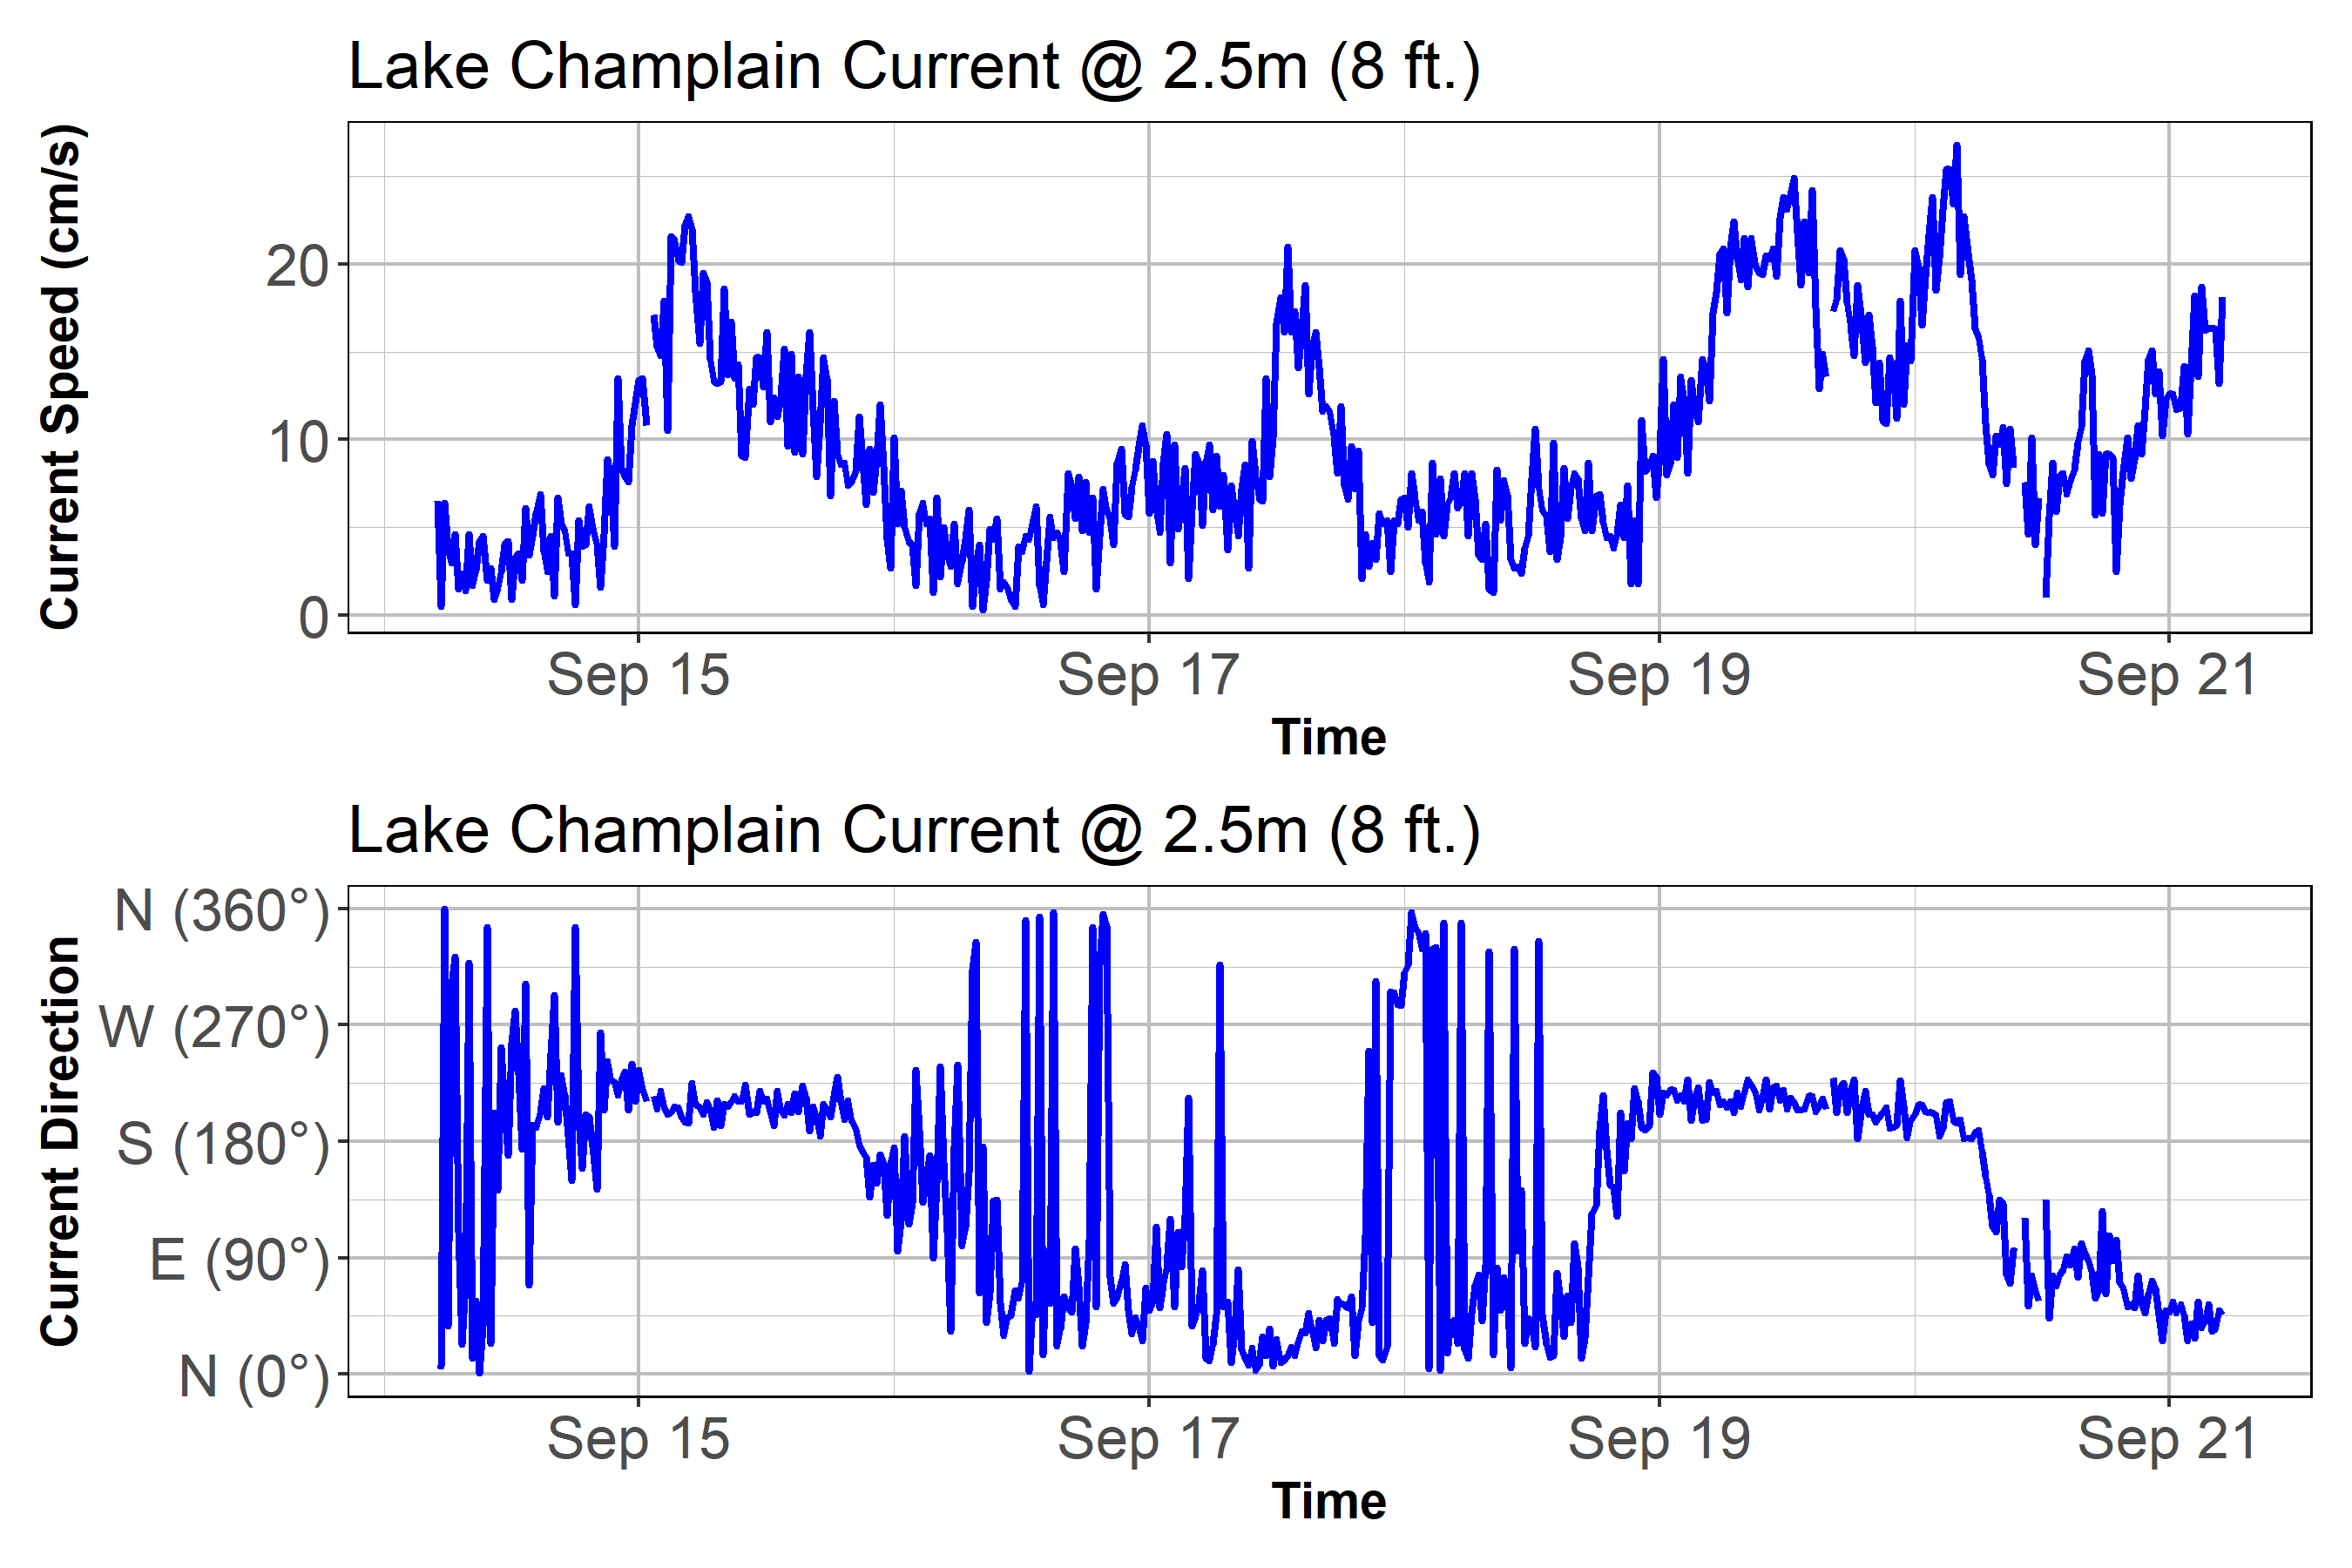 Lake Champlain Current @ 2.5m (8 ft.)
Current Speed (cm/s)
20
10
0
Sep 15 Sep 17 Sep 19 Sep 21
Time
Lake Champlain Current @ 2.5m (8 ft.)
Current Direction
N (360°)
W (270°)
S (180°)
E (90°)
N (0°)
Sep 15 Sep 17 Sep 19 Sep 21
Time